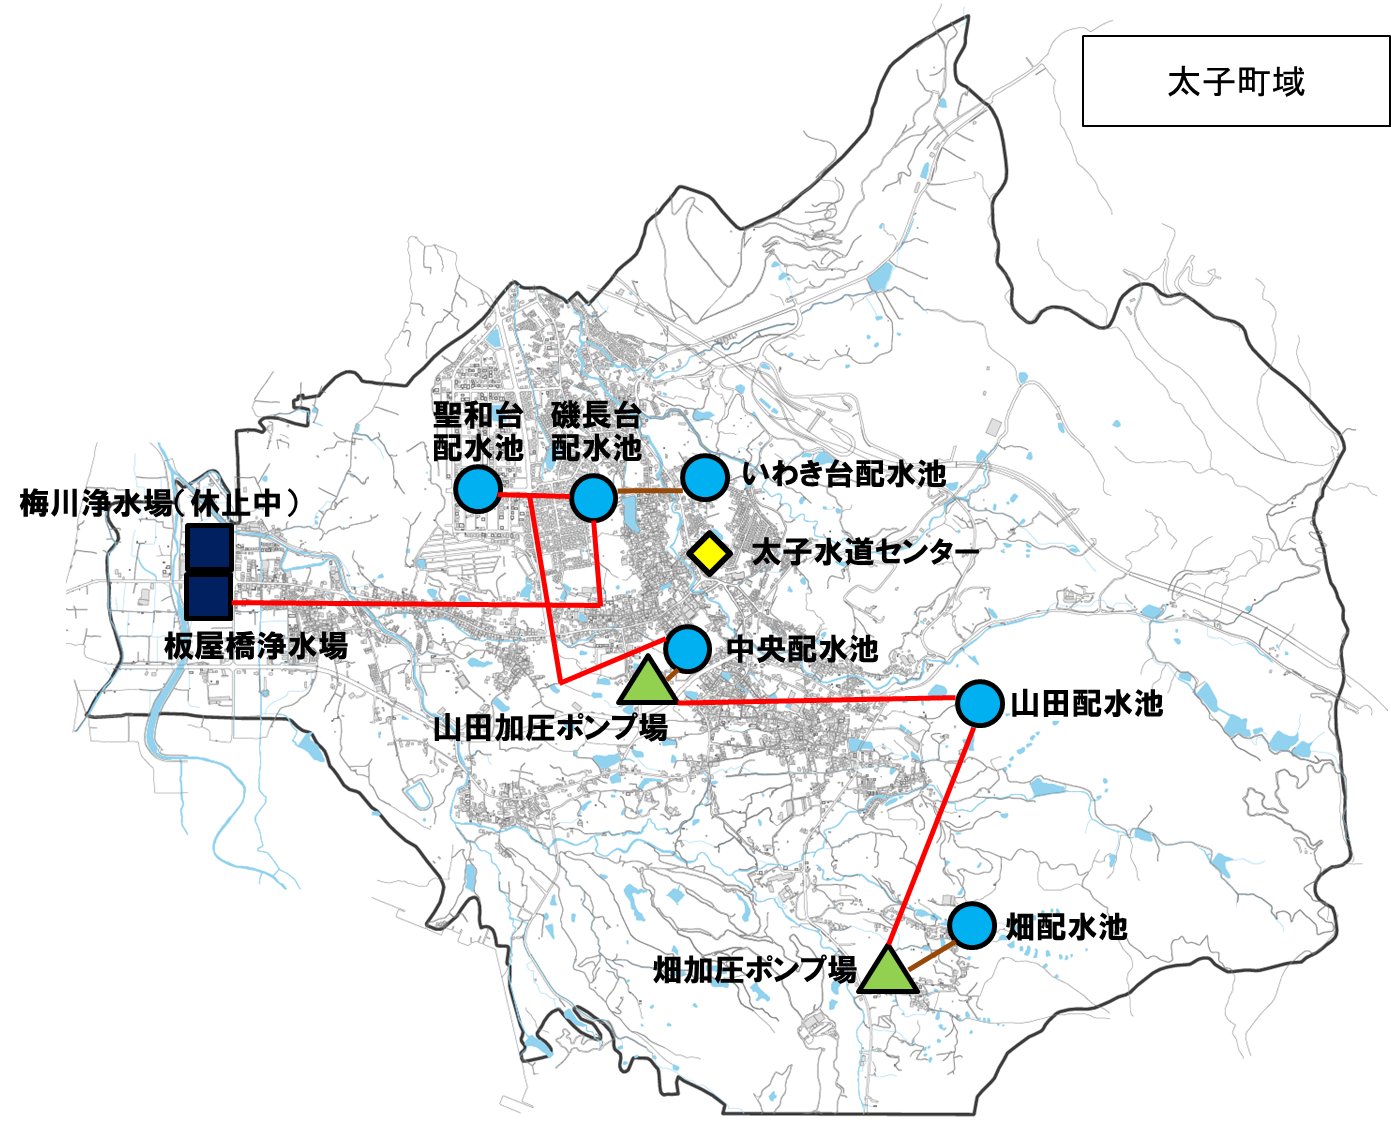 太子町域
聖和台
配水池
磯長台
配水池
いわき台配水池
梅川浄水場(休止中)
太子水道センター
板屋橋浄水場
中央配水池
山田加圧ポンプ場
山田配水池
畑配水池
畑加圧ポンプ場